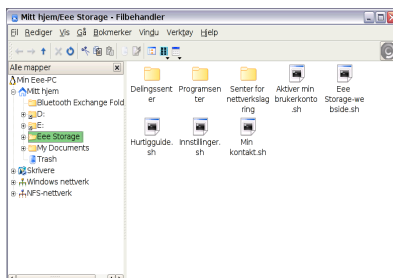 Mitt hjem/Eee Storage - Filbehandler
Fil Rediger Vis Gå Bokmerker Vindu Verktøy Hjelp
Alle mapper
Min Eee-PC
Mitt hjem
Bluetooth Exchange Fold
D:
E:
Eee Storage
My Documents
Trash
Skrivere
Windows nettverk
NFS-nettverk
Delingssent
er
Programsen
ter
Senter for
nettverkslag
ring
Aktiver min
brukerkonto
.sh
Eee
Storage-we
bside.sh
Hurtigguide.
sh
Innstillinger.
sh
Min
kontakt.sh